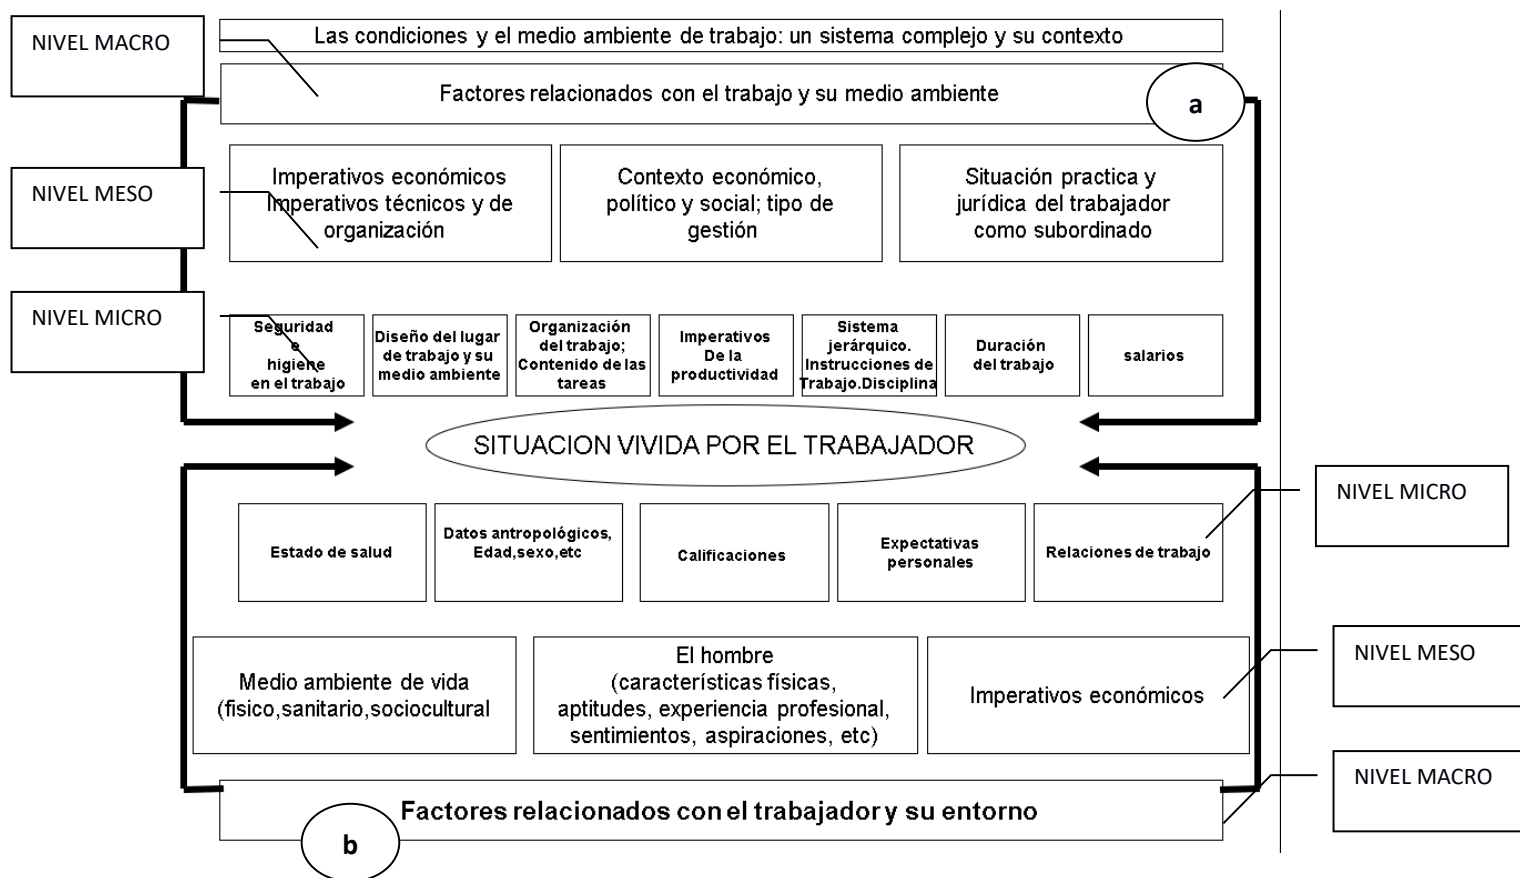 NIVEL MACRO
Las condiciones y el medio ambiente de trabajo: un sistema complejo y su contexto
Factores relacionados con el trabajo y su medio ambiente
a
NIVEL MESO
Imperativos económicos
Imperativos técnicos y de
organización
Contexto económico,
político y social; tipo de
gestión
Situación practica y
jurídica del trabajador
como subordinado
NIVEL MICRO
Seguridad
e
higiene
en el trabajo
Diseño del lugar
de trabajo y su
medio ambiente
Organización
del trabajo;
Contenido de las
tareas
Imperativos
De la
productividad
Sistema
jerárquico.
Instrucciones de
Trabajo.Disciplina
Duración
del trabajo
salarios
SITUACION VIVIDA POR EL TRABAJADOR
NIVEL MICRO
Estado de salud
Datos antropológicos,
Edad,sexo,etc
Calificaciones
Expectativas
personales
Relaciones de trabajo
NIVEL MESO
Medio ambiente de vida
(fisico,sanitario,sociocultural
El hombre
(características físicas,
aptitudes, experiencia profesional,
sentimientos, aspiraciones, etc)
Imperativos económicos
NIVEL MACRO
Factores relacionados con el trabajador y su entorno
b